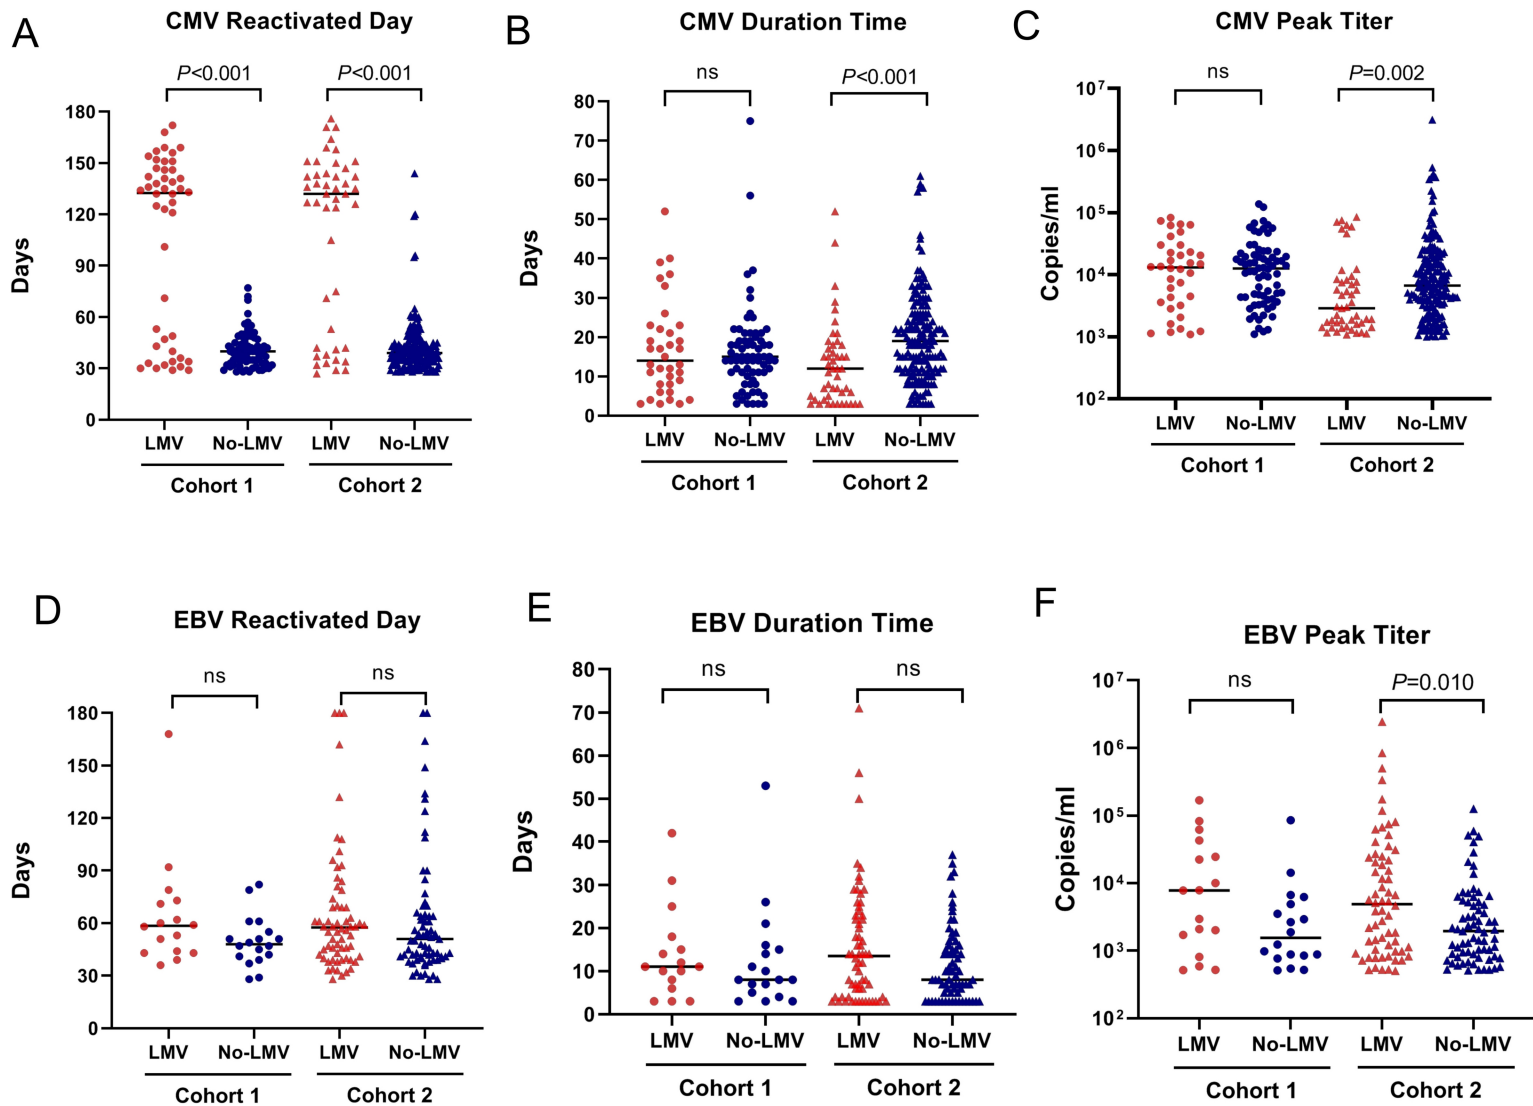 A
CMV Reactivated Day
P<0.001
P<0.001
180
150
120
90
60
30
0
Days
LMV
No-LMV
LMV
No-LMV
Cohort 1
Cohort 2
B
CMV Duration Time
ns
P<0.001
80
70
60
50
40
30
20
10
0
Days
LMV
No-LMV
LMV
No-LMV
Cohort 1
Cohort 2
C
CMV Peak Titer
ns
P=0.002
10⁷
10⁶
10⁵
10⁴
10³
10²
Copies/ml
LMV
No-LMV
LMV
No-LMV
Cohort 1
Cohort 2
D
EBV Reactivated Day
ns
ns
180
150
120
90
60
30
0
Days
LMV
No-LMV
LMV
No-LMV
Cohort 1
Cohort 2
E
EBV Duration Time
ns
ns
80
70
60
50
40
30
20
10
0
Days
LMV
No-LMV
LMV
No-LMV
Cohort 1
Cohort 2
F
EBV Peak Titer
ns
P=0.010
10⁷
10⁶
10⁵
10⁴
10³
10²
Copies/ml
LMV
No-LMV
LMV
No-LMV
Cohort 1
Cohort 2